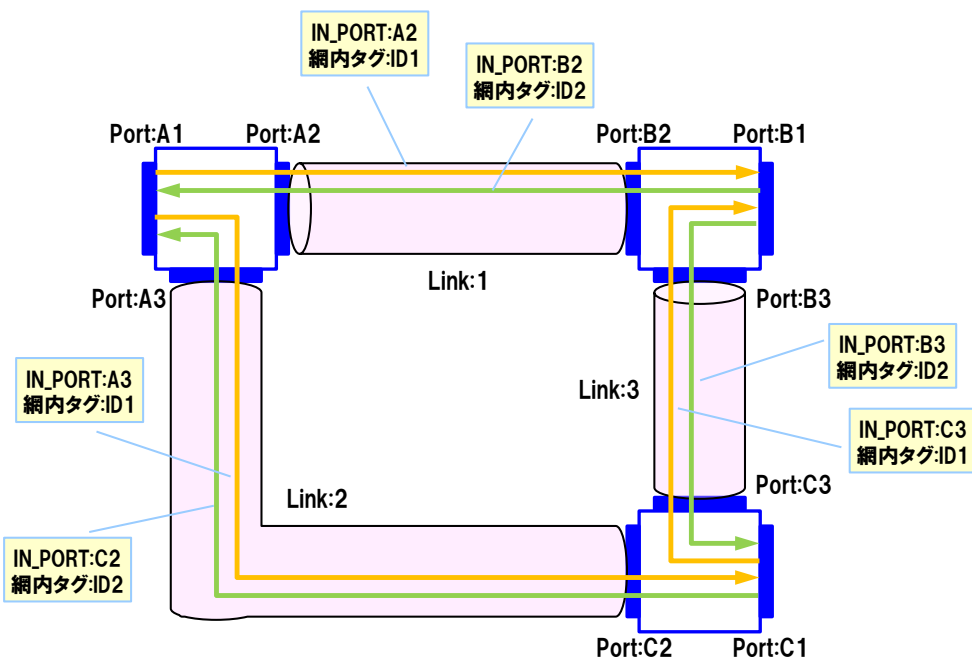 IN_PORT:A2
網内タグ:ID1
IN_PORT:B2
網内タグ:ID2
Port:A1
Port:A2
Port:B2
Port:B1
Link:1
Port:A3
Port:B3
IN_PORT:B3
網内タグ:ID2
IN_PORT:A3
網内タグ:ID1
Link:3
IN_PORT:C3
網内タグ:ID1
Port:C3
Link:2
IN_PORT:C2
網内タグ:ID2
Port:C2
Port:C1